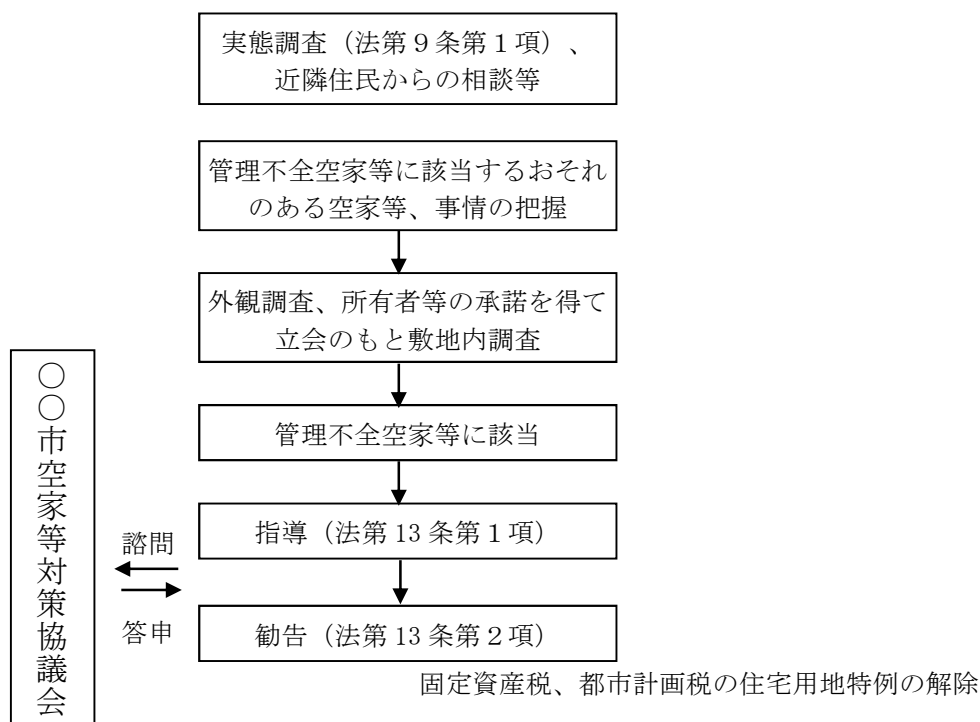 実態調査（法第９条第１項）、
近隣住民からの相談等
管理不全空家等に該当するおそれ
のある空家等、事情の把握
外観調査、所有者等の承諾を得て
立会のもと敷地内調査
管理不全空家等に該当
指導（法第 13 条第１項）
諮問
答申
〇〇市空家等対策協議会
勧告（法第 13 条第２項）
固定資産税、都市計画税の住宅用地特例の解除